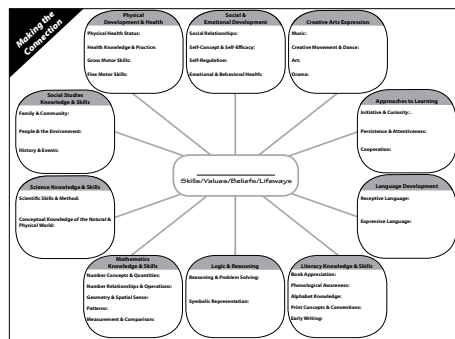 Making the
Connection
Physical
Development & Health
Physical Health Status:
Health Knowledge & Practice:
Gross Motor Skills:
Fine Motor Skills:
Social &
Emotional Development
Social Relationships:
Self-Concept & Self-Efficacy:
Self-Regulation:
Emotional & Behavioral Health:
Creative Arts Expression
Music:
Creative Movement & Dance:
Art:
Drama:
Social Studies
Knowledge & Skills
Family & Community:
People & the Environment:
History & Events:
Approaches to Learning
Initiative & Curiosity: .
Persistence & Attentiveness:
Cooperation:
Skills/Values/Beliefs/Lifeways
Science Knowledge & Skills
Scientific Skills & Method:
Conceptual Knowledge of the Natural &
Physical World:
Language Development
Receptive Language:
Expressive Language:
Mathematics
Knowledge & Skills
Number Concepts & Quantities:
Number Relationships & Operations:
Geometry & Spatial Sense:
Patterns:
Measurement & Comparison:
Logic & Reasoning
Reasoning & Problem Solving:
Symbolic Representation:
Literacy Knowledge & Skills
Book Appreciation:
Phonological Awareness:
Alphabet Knowledge:
Print Concepts & Conventions:
Early Writing: